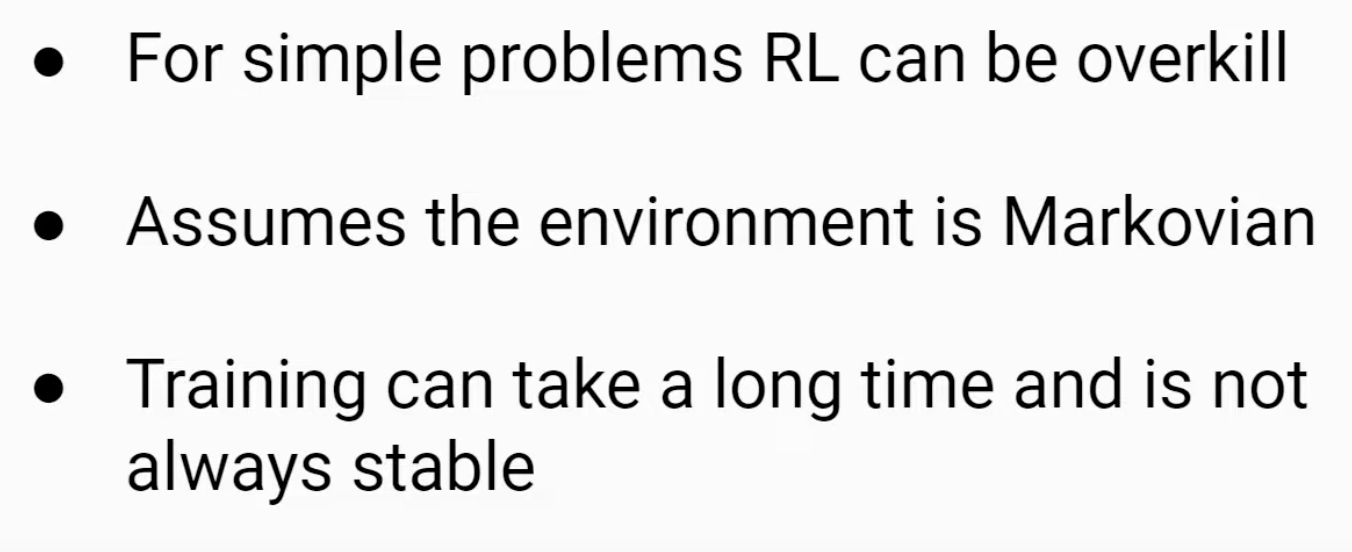 ● For simple problems RL can be overkill
● Assumes the environment is Markovian
● Training can take a long time and is not
always stable